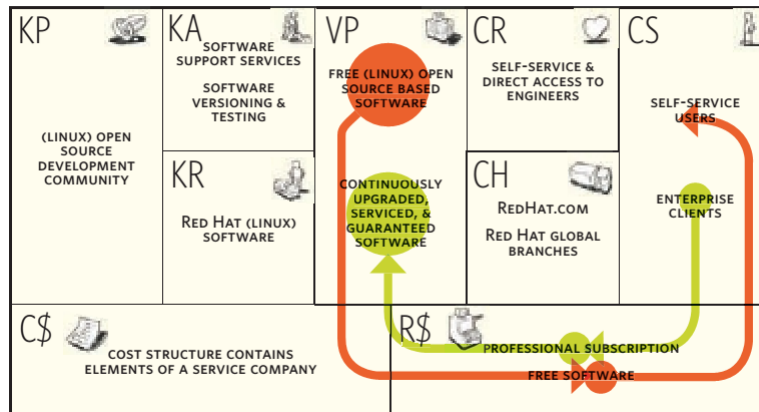 KP
(LINUX) OPEN
SOURCE
DEVELOPMENT
COMMUNITY
KA
SOFTWARE
SUPPORT SERVICES
SOFTWARE
VERSIONING &
TESTING
KR
RED HAT (LINUX)
SOFTWARE
VP
FREE (LINUX) OPEN
SOURCE BASED
SOFTWARE
CONTINUOUSLY
UPGRADED,
SERVICED, &
GUARANTEED
SOFTWARE
CR
SELF-SERVICE &
DIRECT ACCESS TO
ENGINEERS
CH
REDHAT.COM
RED HAT GLOBAL
BRANCHES
CS
SELF-SERVICE
USERS
ENTERPRISE
CLIENTS
C$
COST STRUCTURE CONTAINS
ELEMENTS OF A SERVICE COMPANY
R$
PROFESSIONAL SUBSCRIPTION
FREE SOFTWARE